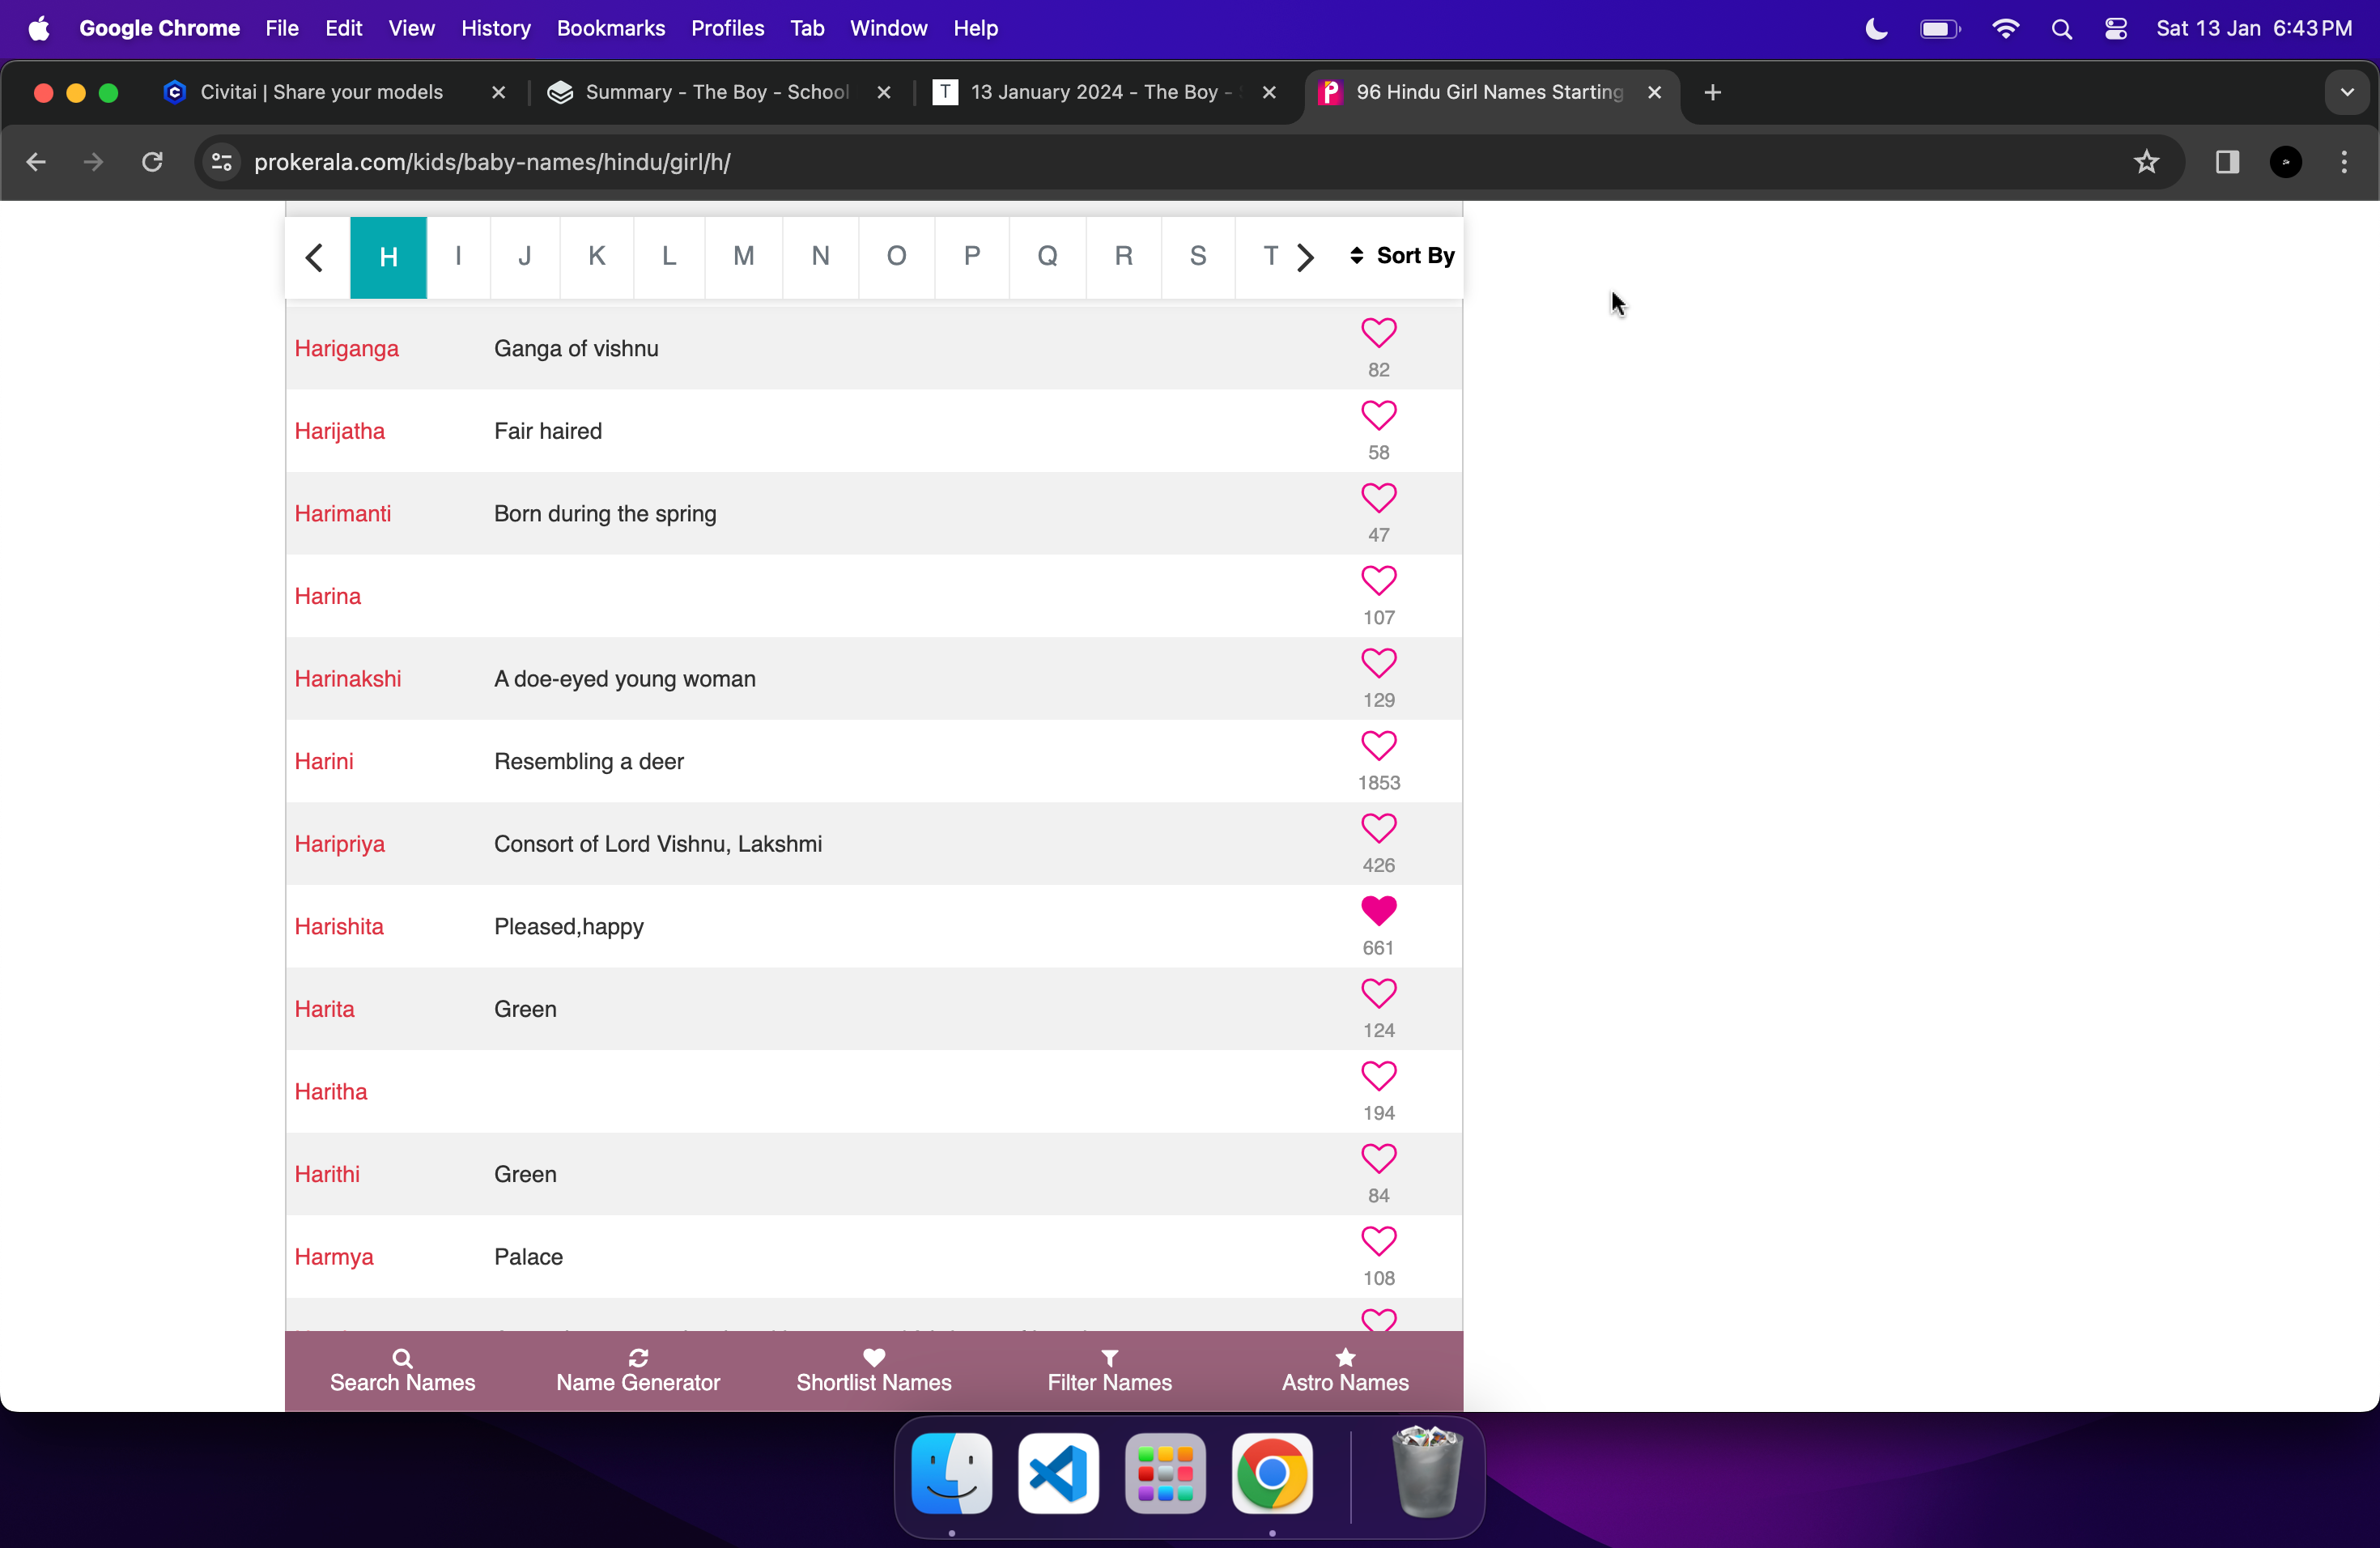 Google Chrome File Edit View History Bookmarks Profiles Tab Window Help Sat 13 Jan 6:43 PM
Civitai | Share your models Summary - The Boy - School T 13 January 2024 - The Boy - 96 Hindu Girl Names Starting
prokerala.com/kids/baby-names/hindu/girl/h/
H I J K L M N O P Q R S T Sort By
Hariganga Ganga of vishnu
82
Harijatha Fair haired
58
Harimanti Born during the spring
47
Harina
107
Harinakshi A doe-eyed young woman
129
Harini Resembling a deer
1853
Haripriya Consort of Lord Vishnu, Lakshmi
426
Harishita Pleased,happy
661
Harita Green
124
Haritha
194
Harithi Green
84
Harmya Palace
108
Search Names Name Generator Shortlist Names Filter Names Astro Names